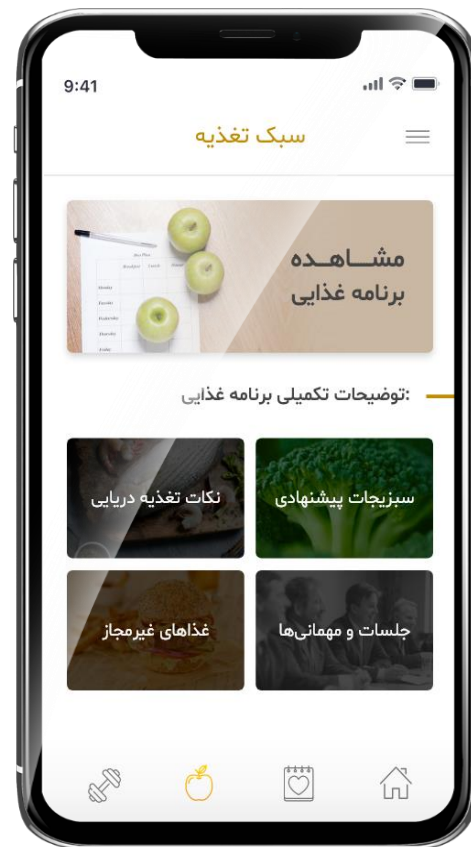 9:41
سبک تغذیه
مشـــاهـــده
برنامه غذایی
:توضیحات تکمیلی برنامه غذایی
سبزیجات پیشنهادی
نکات تغذیه دریایی
جلسات و مهمانی‌ها
غذاهای غیرمجاز